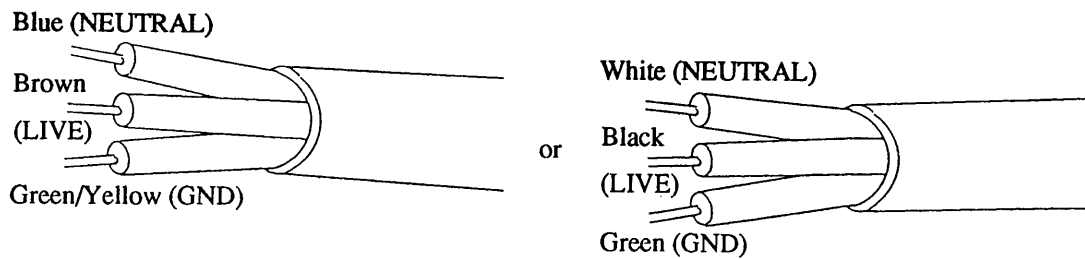 Blue (NEUTRAL)
Brown
(LIVE)
Green/Yellow (GND)
or
White (NEUTRAL)
Black
(LIVE)
Green (GND)